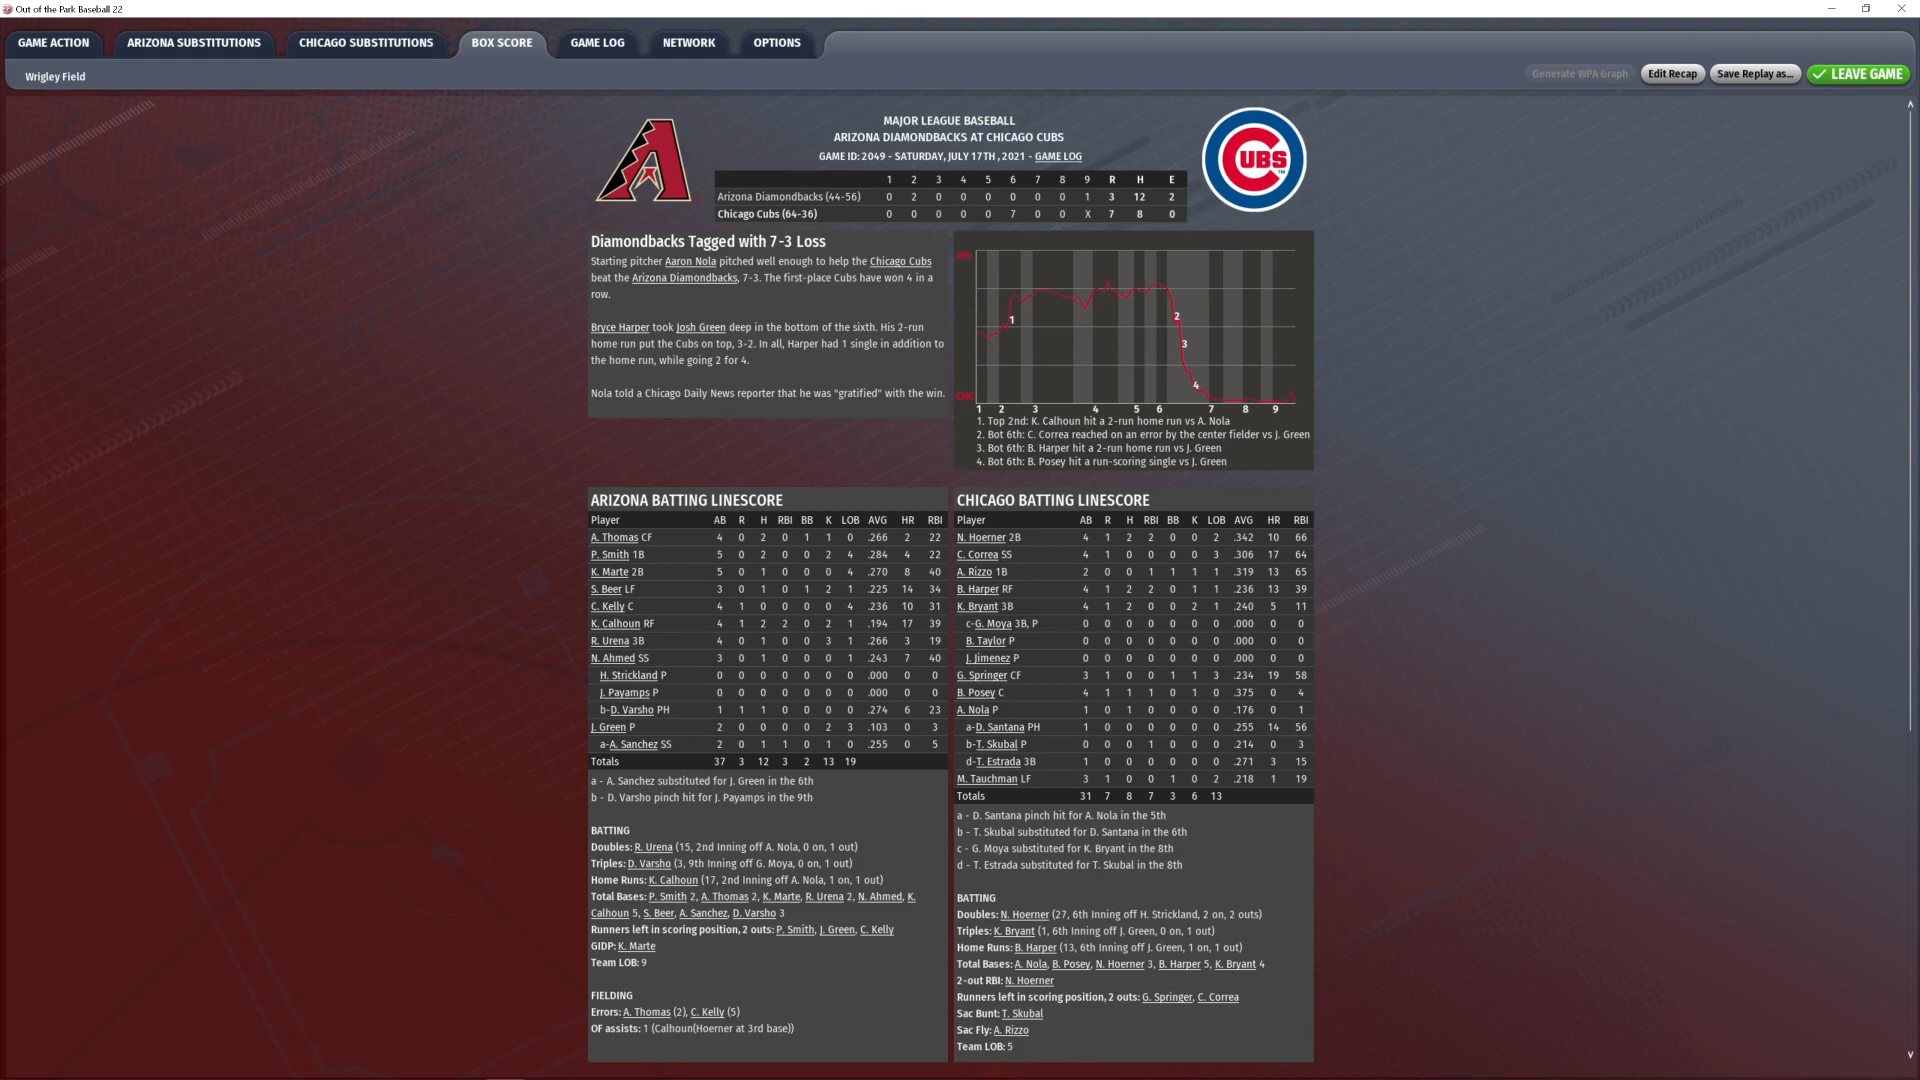 Out of the Park Baseball 22
GAME ACTION ARIZONA SUBSTITUTIONS CHICAGO SUBSTITUTIONS BOX SCORE GAME LOG NETWORK OPTIONS
Wrigley Field Generate WPA Graph Edit Recap Save Replay as... LEAVE GAME
MAJOR LEAGUE BASEBALL
ARIZONA DIAMONDBACKS AT CHICAGO CUBS
GAME ID: 2049 - SATURDAY, JULY 17TH , 2021 - GAME LOG
A
CUBS
1 2 3 4 5 6 7 8 9 R H E
Arizona Diamondbacks (44-56) 0 2 0 0 0 0 0 0 1 3 12 2
Chicago Cubs (64-36) 0 0 0 0 0 7 0 0 X 7 8 0
Diamondbacks Tagged with 7-3 Loss
Starting pitcher Aaron Nola pitched well enough to help the Chicago Cubs
beat the Arizona Diamondbacks, 7-3. The first-place Cubs have won 4 in a
row.
Bryce Harper took Josh Green deep in the bottom of the sixth. His 2-run
home run put the Cubs on top, 3-2. In all, Harper had 1 single in addition to
the home run, while going 2 for 4.
Nola told a Chicago Daily News reporter that he was "gratified" with the win.
1
2
3
4
1 2 3 4 5 6 7 8 9
1. Top 2nd: K. Calhoun hit a 2-run home run vs A. Nola
2. Bot 6th: C. Correa reached on an error by the center fielder vs J. Green
3. Bot 6th: B. Harper hit a 2-run home run vs J. Green
4. Bot 6th: B. Posey hit a run-scoring single vs J. Green
ARIZONA BATTING LINESCORE
Player AB R H RBI BB K LOB AVG HR RBI
A. Thomas CF 4 0 2 0 1 1 0 .266 2 22
P. Smith 1B 5 0 2 0 0 2 4 .284 4 22
K. Marte 2B 5 0 1 0 0 0 4 .270 8 40
S. Beer LF 3 0 1 0 1 2 1 .225 14 34
C. Kelly C 4 1 0 0 0 0 4 .236 10 31
K. Calhoun RF 4 1 2 2 0 2 1 .194 17 39
R. Urena 3B 4 0 1 0 0 3 1 .266 3 19
N. Ahmed SS 3 0 1 0 0 0 1 .243 7 40
H. Strickland P 0 0 0 0 0 0 0 .000 0 0
J. Payamps P 0 0 0 0 0 0 0 .000 0 0
b-D. Varsho PH 1 1 1 0 0 0 0 .274 6 23
J. Green P 2 0 0 0 0 2 3 .103 0 3
a-A. Sanchez SS 2 0 1 1 0 1 0 .255 0 5
Totals 37 3 12 3 2 13 19
a - A. Sanchez substituted for J. Green in the 6th
b - D. Varsho pinch hit for J. Payamps in the 9th
BATTING
Doubles: R. Urena (15, 2nd Inning off A. Nola, 0 on, 1 out)
Triples: D. Varsho (3, 9th Inning off G. Moya, 0 on, 1 out)
Home Runs: K. Calhoun (17, 2nd Inning off A. Nola, 1 on, 1 out)
Total Bases: P. Smith 2, A. Thomas 2, K. Marte, R. Urena 2, N. Ahmed, K.
Calhoun 5, S. Beer, A. Sanchez, D. Varsho 3
Runners left in scoring position, 2 outs: P. Smith, J. Green, C. Kelly
GIDP: K. Marte
Team LOB: 9
FIELDING
Errors: A. Thomas (2), C. Kelly (5)
OF assists: 1 (Calhoun(Hoerner at 3rd base))
CHICAGO BATTING LINESCORE
Player AB R H RBI BB K LOB AVG HR RBI
N. Hoerner 2B 4 1 2 2 0 0 2 .342 10 66
C. Correa SS 4 1 0 0 0 0 3 .306 17 64
A. Rizzo 1B 2 0 0 1 1 1 1 .319 13 65
B. Harper RF 4 1 2 2 0 1 1 .236 13 39
K. Bryant 3B 4 1 2 0 0 2 1 .240 5 11
c-G. Moya 3B, P 0 0 0 0 0 0 0 .000 0 0
B. Taylor P 0 0 0 0 0 0 0 .000 0 0
J. Jimenez P 0 0 0 0 0 0 0 .000 0 0
G. Springer CF 3 1 0 0 1 1 3 .234 19 58
B. Posey C 4 1 1 1 0 1 0 .375 0 4
A. Nola P 1 0 1 0 0 0 0 .176 0 1
a-D. Santana PH 1 0 0 0 0 0 0 .255 14 56
b-T. Skubal P 0 0 0 1 0 0 0 .214 0 3
d-T. Estrada 3B 1 0 0 0 0 0 0 .271 3 15
M. Tauchman LF 3 1 0 0 1 0 2 .218 1 19
Totals 31 7 8 7 3 6 13
a - D. Santana pinch hit for A. Nola in the 5th
b - T. Skubal substituted for D. Santana in the 6th
c - G. Moya substituted for K. Bryant in the 8th
d - T. Estrada substituted for T. Skubal in the 8th
BATTING
Doubles: N. Hoerner (27, 6th Inning off H. Strickland, 2 on, 2 outs)
Triples: K. Bryant (1, 6th Inning off J. Green, 0 on, 1 out)
Home Runs: B. Harper (13, 6th Inning off J. Green, 1 on, 1 out)
Total Bases: A. Nola, B. Posey, N. Hoerner 3, B. Harper 5, K. Bryant 4
2-out RBI: N. Hoerner
Runners left in scoring position, 2 outs: G. Springer, C. Correa
Sac Bunt: T. Skubal
Sac Fly: A. Rizzo
Team LOB: 5